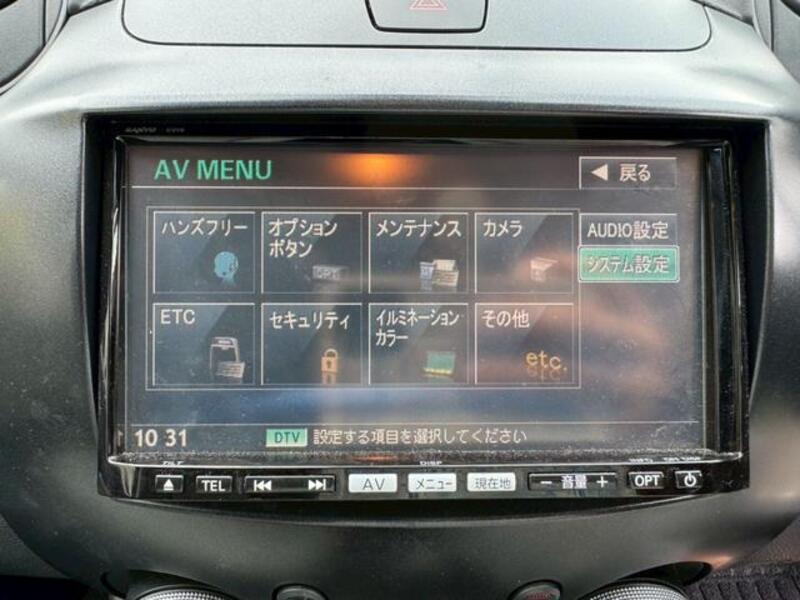 SANYO
AV MENU
◀ 戻る
ハンズフリー
オプション
ボタン
メンテナンス
カメラ
AUDIO設定
システム設定
ETC
セキュリティ
イルミネーション
カラー
その他
etc.
10 31
DTV 設定する項目を選択してください
DISP
TEL
AV
メニュー
現在地
− 音量 +
OPT